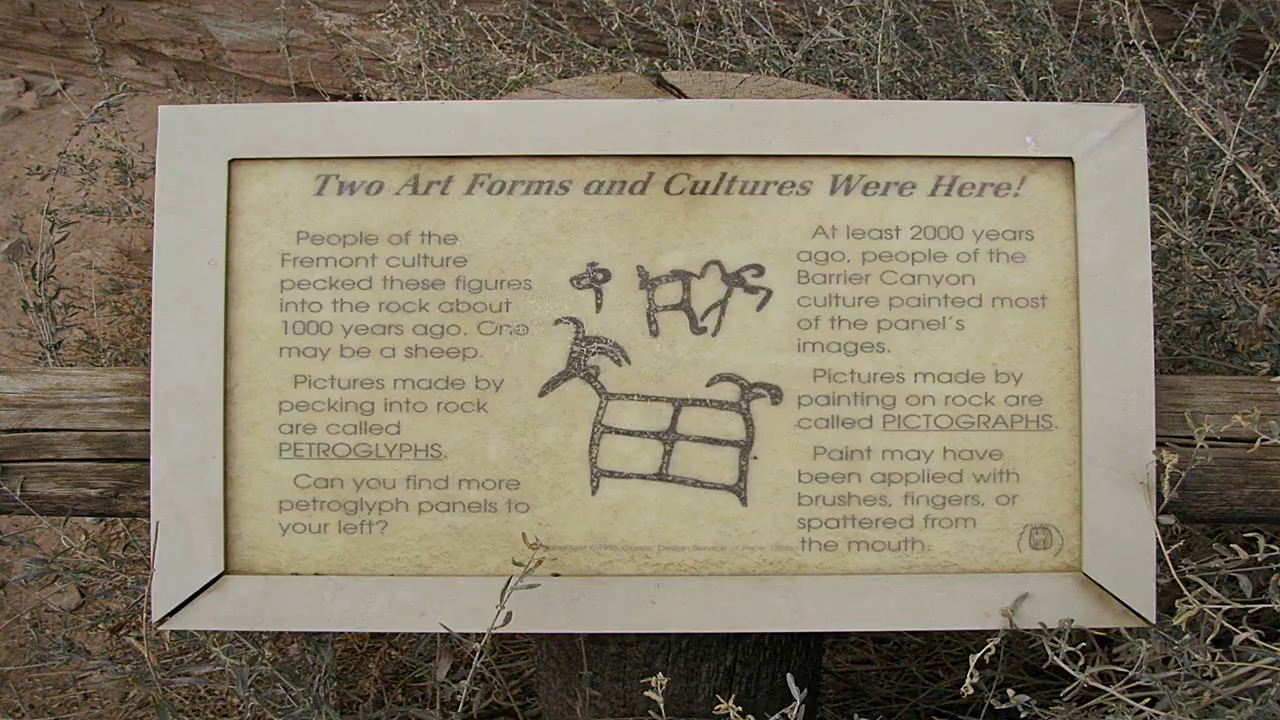 Two Art Forms and Cultures Were Here!
People of the
Fremont culture
pecked these figures
into the rock about
1000 years ago. One
may be a sheep.
Pictures made by
pecking into rock
are called
PETROGLYPHS.
Can you find more
petroglyph panels to
your left?
At least 2000 years
ago, people of the
Barrier Canyon
culture painted most
of the panel's
images.
Pictures made by
painting on rock are
called PICTOGRAPHS.
Paint may have
been applied with
brushes, fingers, or
spattered from
the mouth.